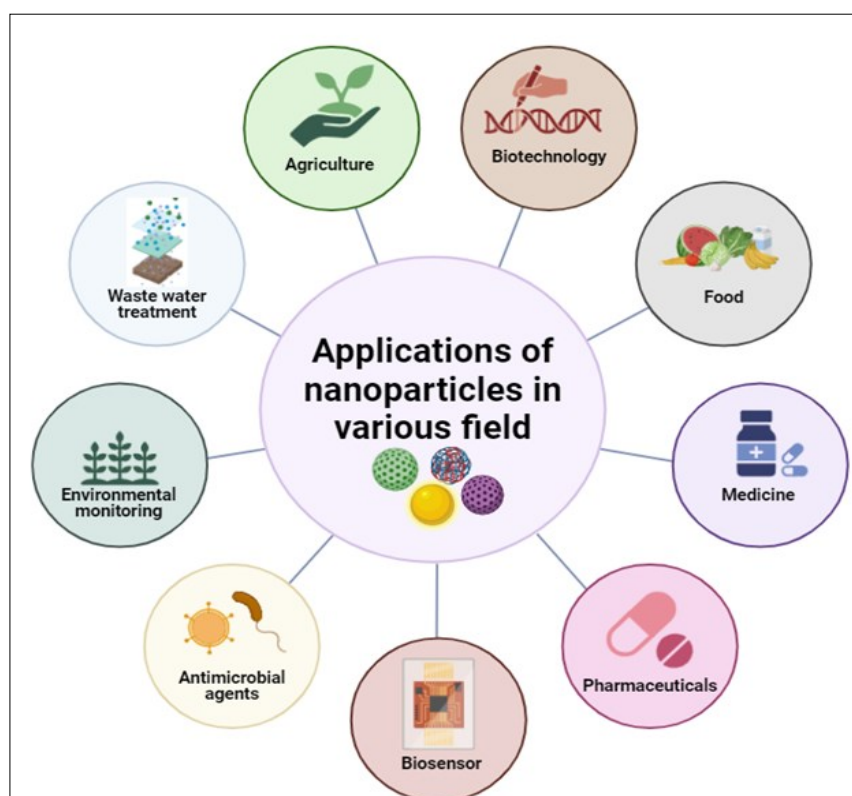 Agriculture
Biotechnology
Food
Medicine
Pharmaceuticals
Biosensor
Antimicrobial
agents
Environmental
monitoring
Waste water
treatment
Applications of
nanoparticles in
various field